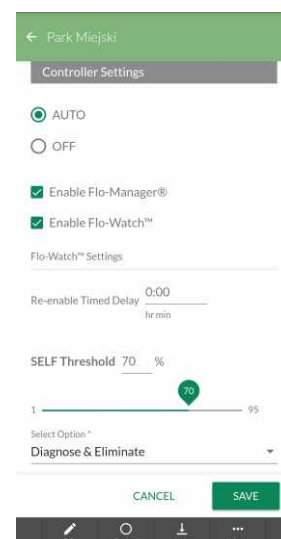 Park Miejski
Controller Settings
AUTO
OFF
Enable Flo-Manager®
Enable Flo-Watch™
Flo-Watch™ Settings
Re-enable Timed Delay 0:00
hr min
SELF Threshold 70 %
70
1 95
Select Option *
Diagnose & Eliminate
CANCEL SAVE